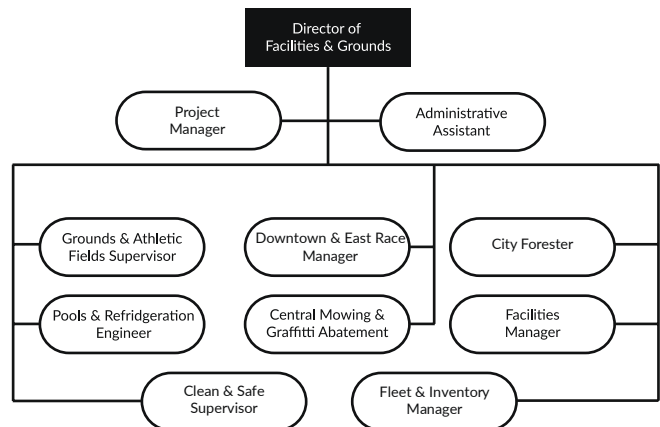 Director of
Facilities & Grounds
Project
Manager
Administrative
Assistant
Grounds & Athletic
Fields Supervisor
Downtown & East Race
Manager
City Forester
Pools & Refridgeration
Engineer
Central Mowing &
Graffitti Abatement
Facilities
Manager
Clean & Safe
Supervisor
Fleet & Inventory
Manager